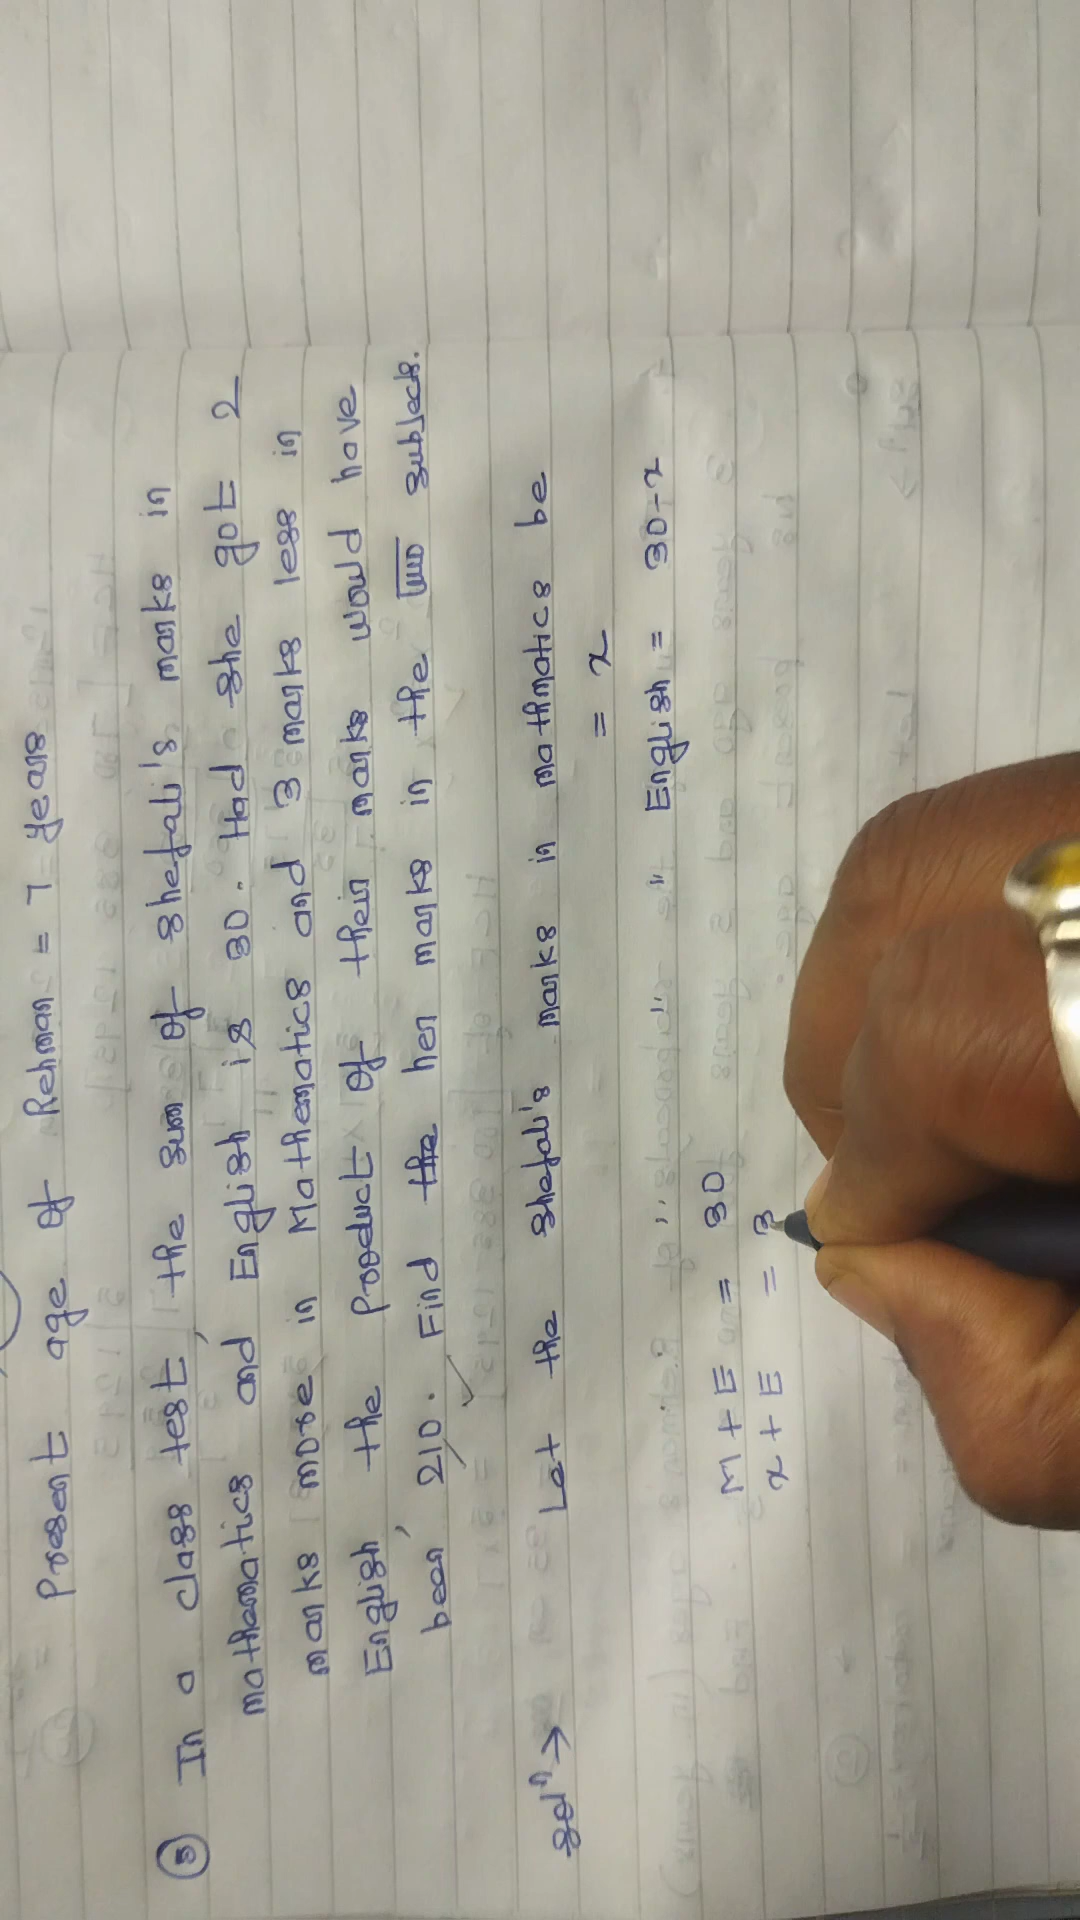 Present age of Rehman = 7 years
⑤ In a class test, the sum of shefali's marks in
mathematics and English is 30. Had she got 2
marks more in Mathematics and 3 marks less in
English, the product of their marks would have
been 210. Find the her marks in the subjects.
Solⁿ → Let the shefali's marks in mathmatics be
= x
" " " English = 30-x
M + E = 30
x + E = 3